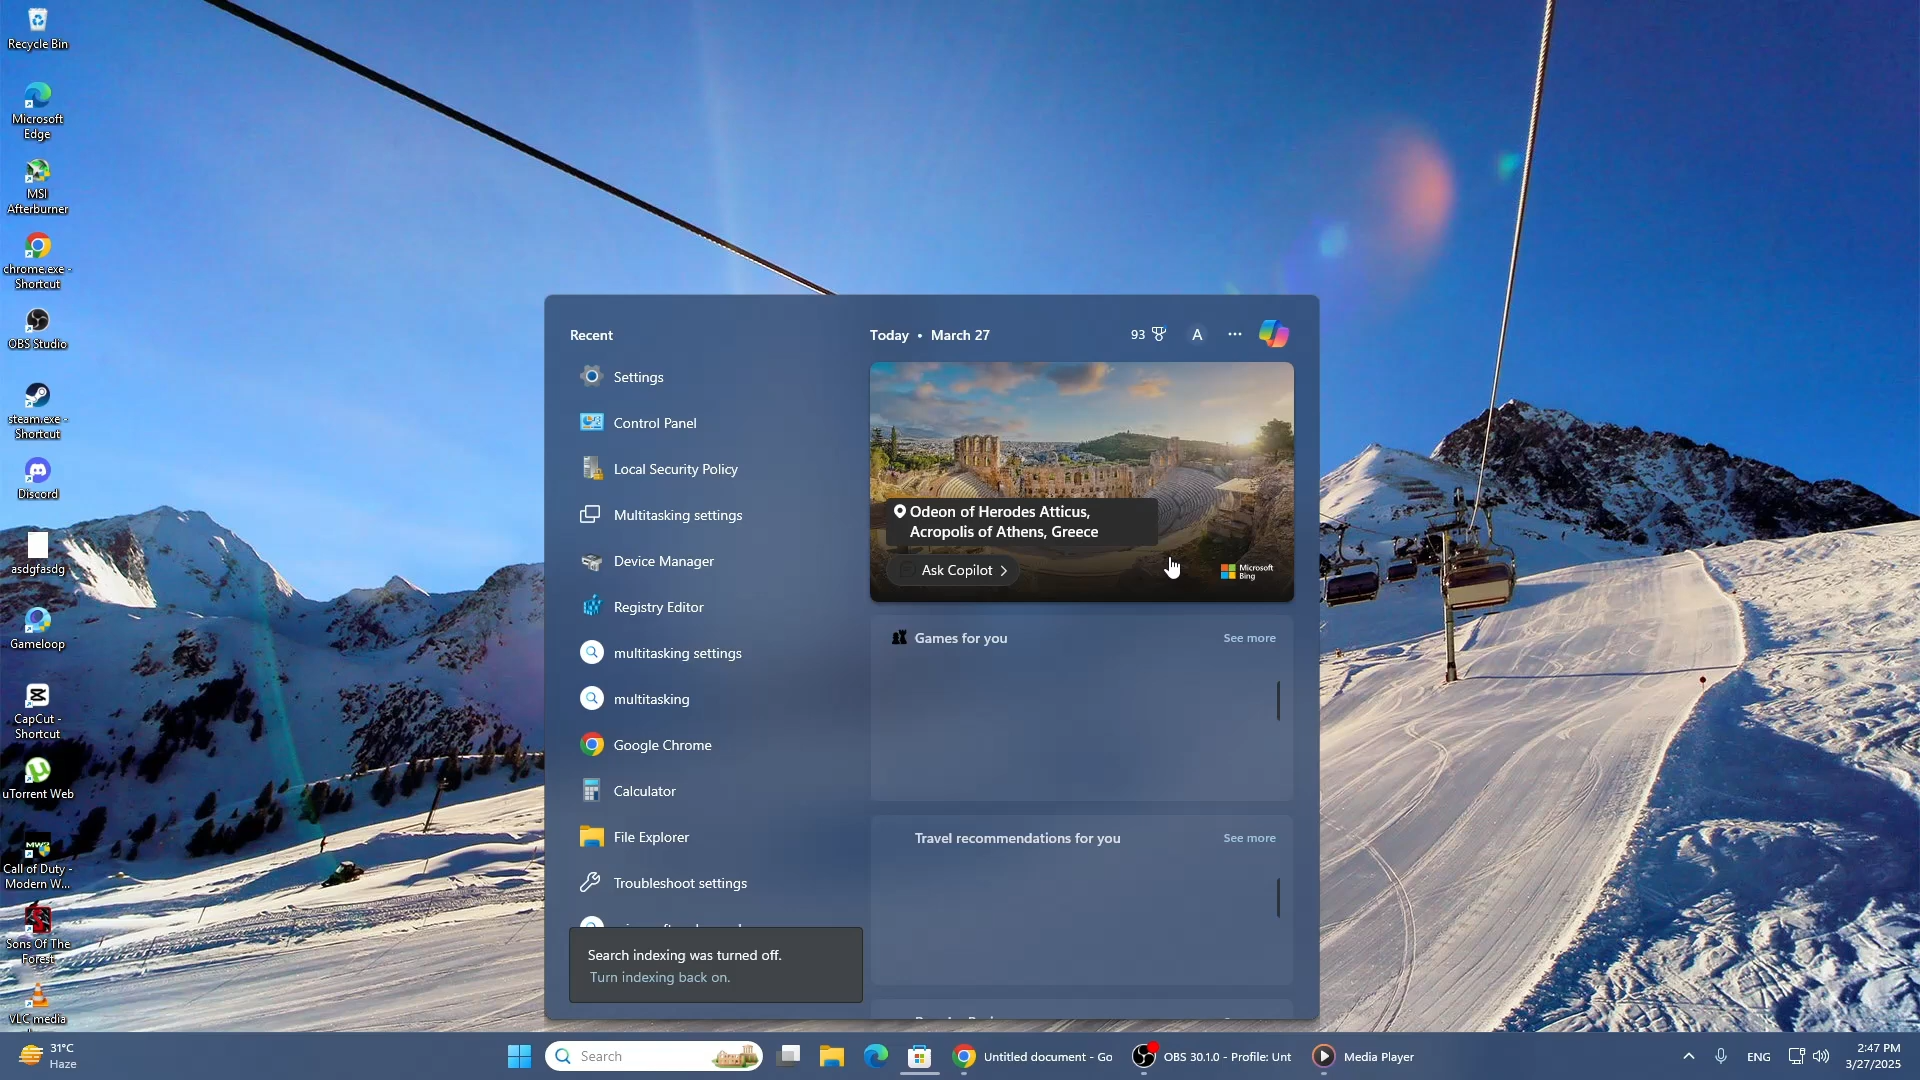 Recycle Bin
Microsoft
Edge
MSI
Afterburner
chrome.exe -
Shortcut
OBS Studio
steam.exe -
Shortcut
Discord
asdgfasdg
Gameloop
CapCut -
Shortcut
uTorrent Web
Call of Duty -
Modern W...
Sons Of The
Forest
VLC media
Recent
Settings
Control Panel
Local Security Policy
Multitasking settings
Device Manager
Registry Editor
multitasking settings
multitasking
Google Chrome
Calculator
File Explorer
Troubleshoot settings
Search indexing was turned off.
Turn indexing back on.
Today • March 27
93
A
Odeon of Herodes Atticus,
Acropolis of Athens, Greece
Ask Copilot
Microsoft
Bing
Games for you
See more
Travel recommendations for you
See more
31°C
Haze
Search
Untitled document - Go
OBS 30.1.0 - Profile: Unt
Media Player
ENG
2:47 PM
3/27/2025